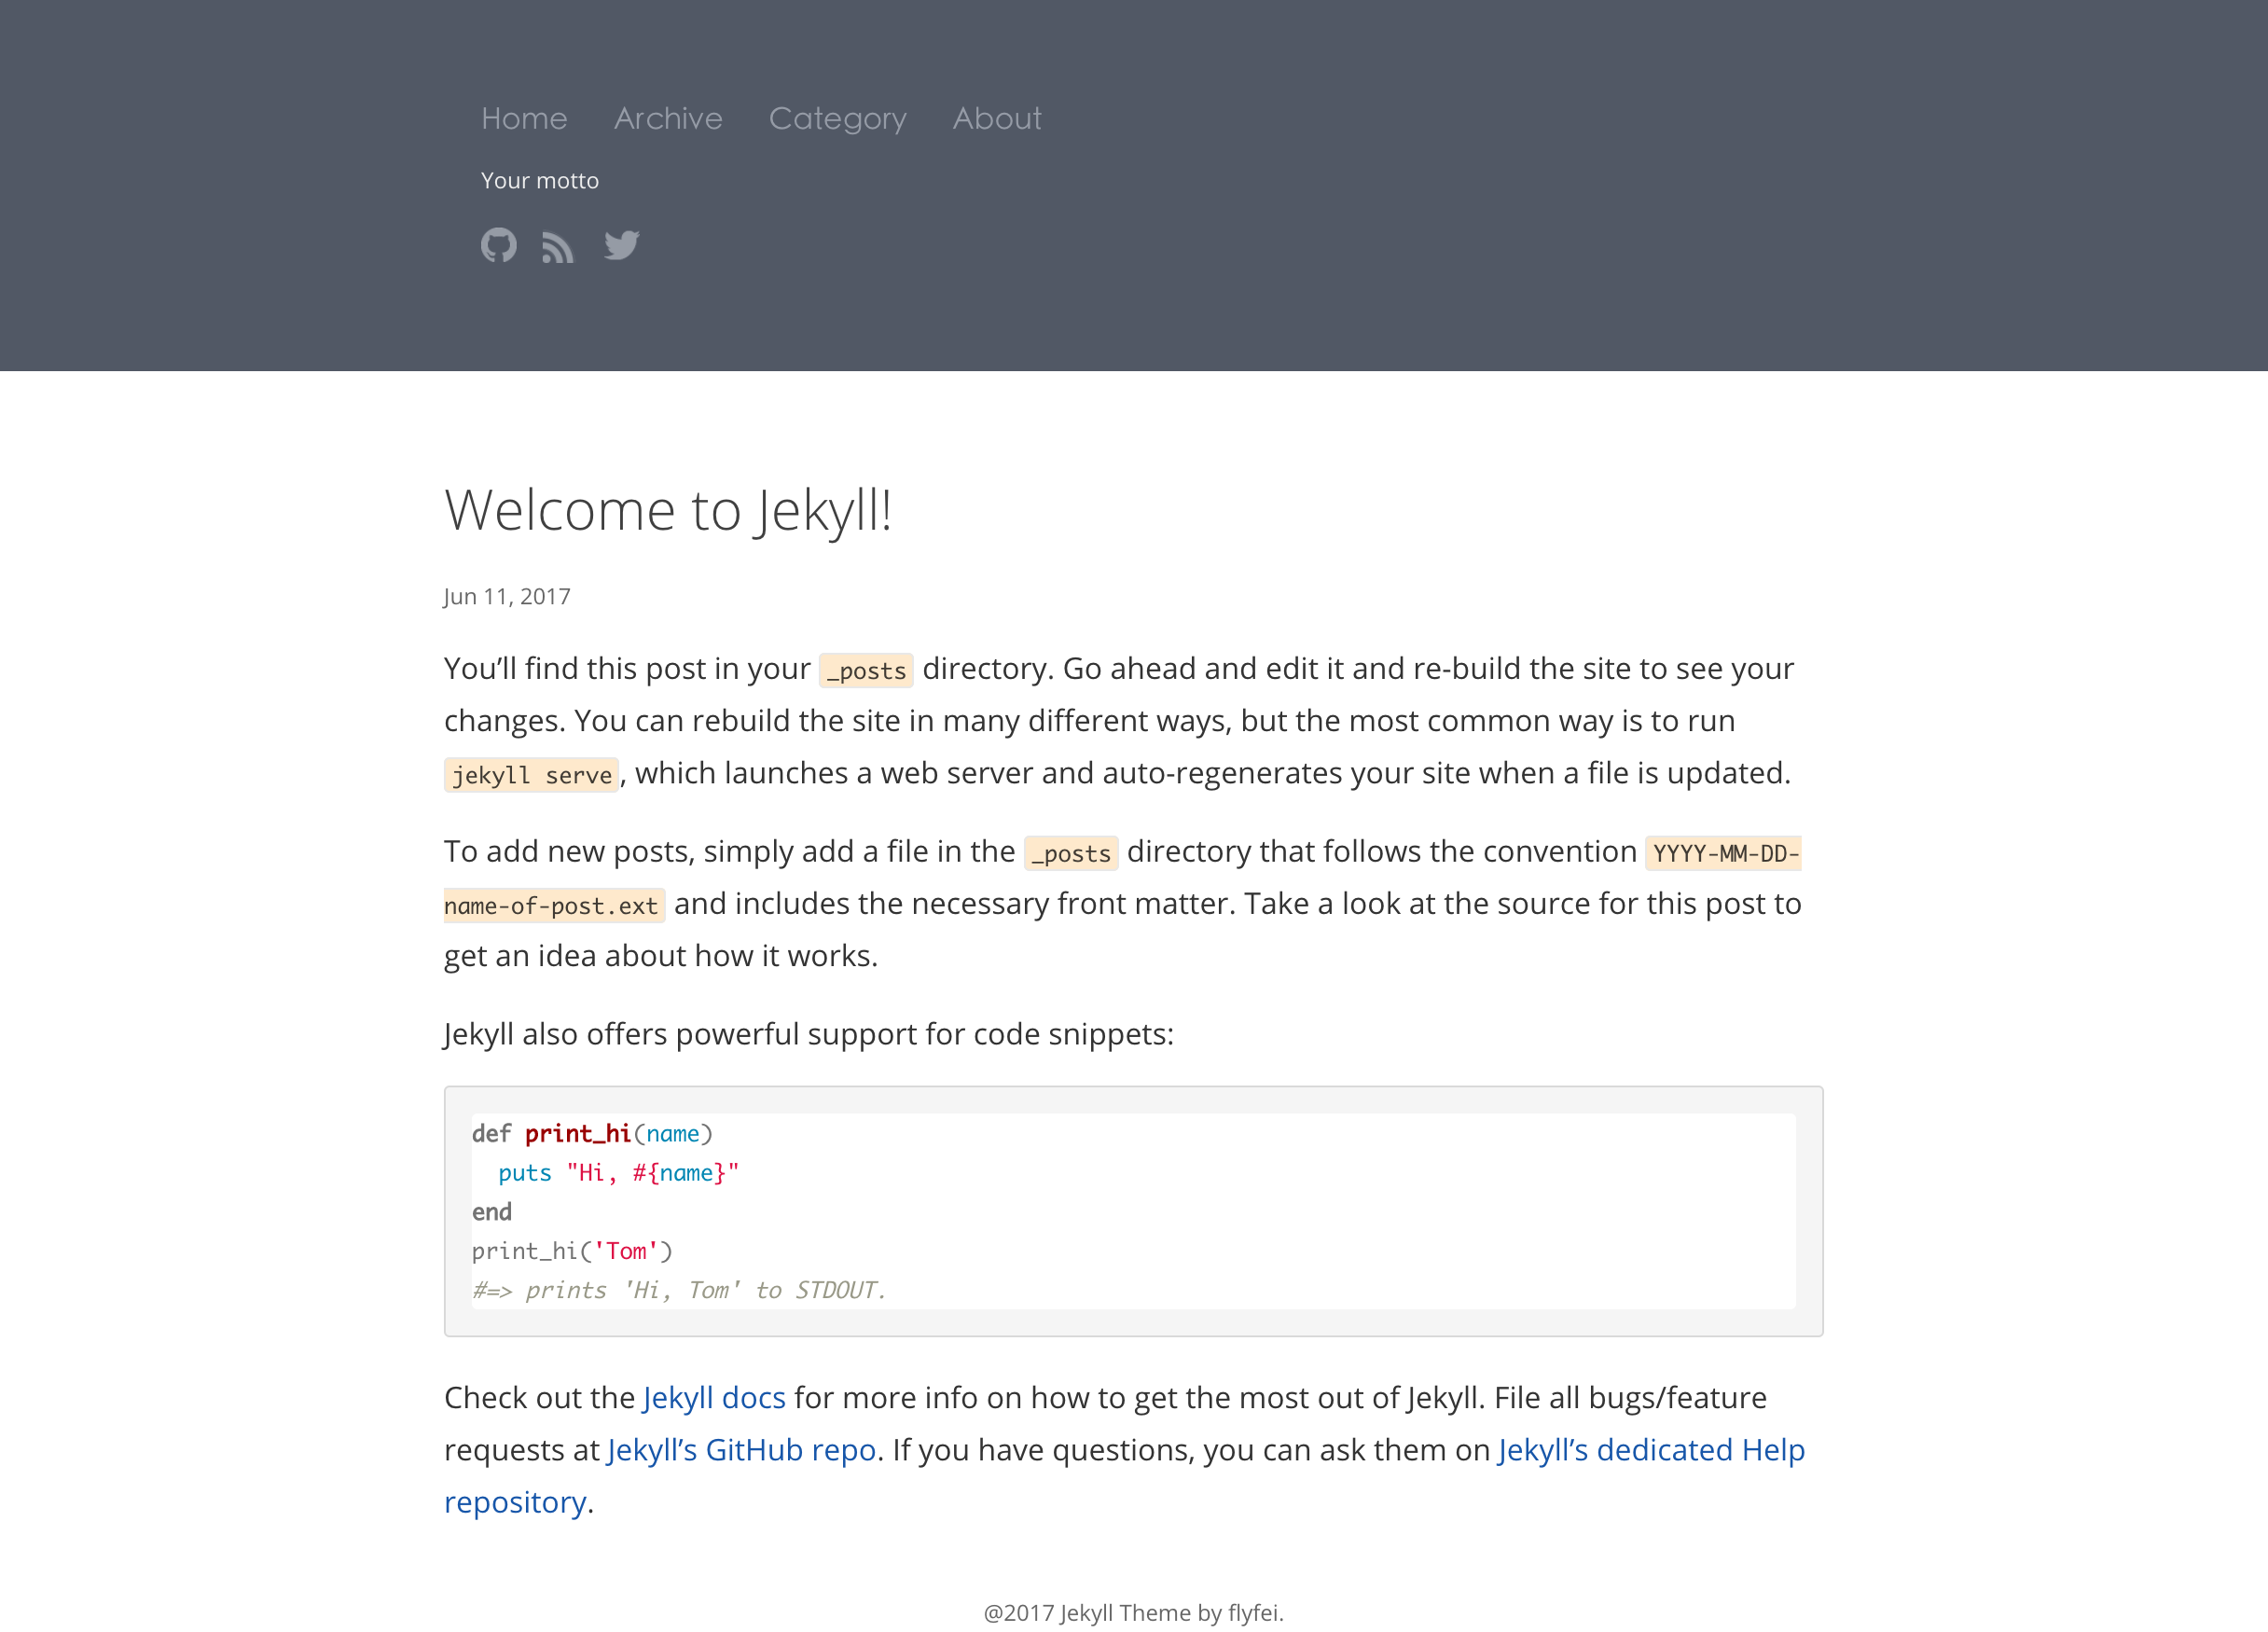 Home Archive Category About
Your motto
Welcome to Jekyll!
Jun 11, 2017
You’ll find this post in your _posts directory. Go ahead and edit it and re-build the site to see your
changes. You can rebuild the site in many different ways, but the most common way is to run
jekyll serve, which launches a web server and auto-regenerates your site when a file is updated.
To add new posts, simply add a file in the _posts directory that follows the convention YYYY-MM-DD-
name-of-post.ext and includes the necessary front matter. Take a look at the source for this post to
get an idea about how it works.
Jekyll also offers powerful support for code snippets:
def print_hi(name)
  puts "Hi, #{name}"
end
print_hi('Tom')
#=> prints 'Hi, Tom' to STDOUT.
Check out the Jekyll docs for more info on how to get the most out of Jekyll. File all bugs/feature
requests at Jekyll’s GitHub repo. If you have questions, you can ask them on Jekyll’s dedicated Help
repository.
@2017 Jekyll Theme by flyfei.